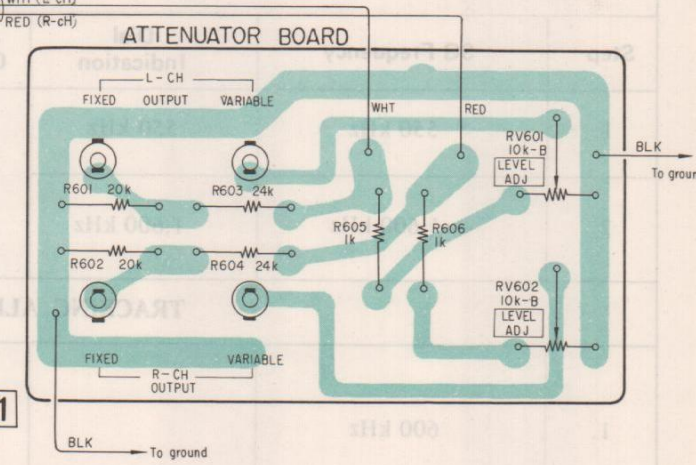 WHT (L-cH)
RED (R-cH)
ATTENUATOR BOARD
L-CH
FIXED OUTPUT VARIABLE
WHT
RED
RV601
10k-B
LEVEL
ADJ
BLK
To ground
R601 20k
R603 24k
R605
1k
R606
1k
R602 20k
R604 24k
RV602
10k-B
LEVEL
ADJ
FIXED
VARIABLE
R-CH
OUTPUT
1
BLK
To ground
Step
Frequency
Indication
TRACKING
600 kHz
1